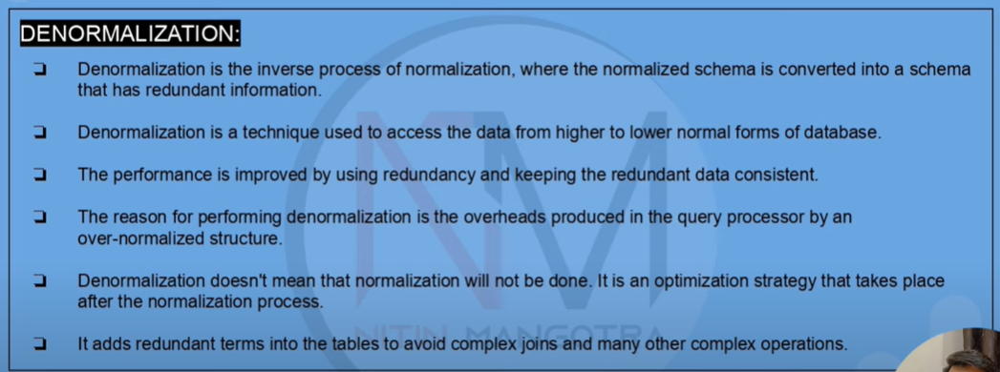 DENORMALIZATION:
❏ Denormalization is the inverse process of normalization, where the normalized schema is converted into a schema
that has redundant information.
❏ Denormalization is a technique used to access the data from higher to lower normal forms of database.
❏ The performance is improved by using redundancy and keeping the redundant data consistent.
❏ The reason for performing denormalization is the overheads produced in the query processor by an
over-normalized structure.
❏ Denormalization doesn't mean that normalization will not be done. It is an optimization strategy that takes place
after the normalization process.
❏ It adds redundant terms into the tables to avoid complex joins and many other complex operations.
NM
NITIN MANGOTRA